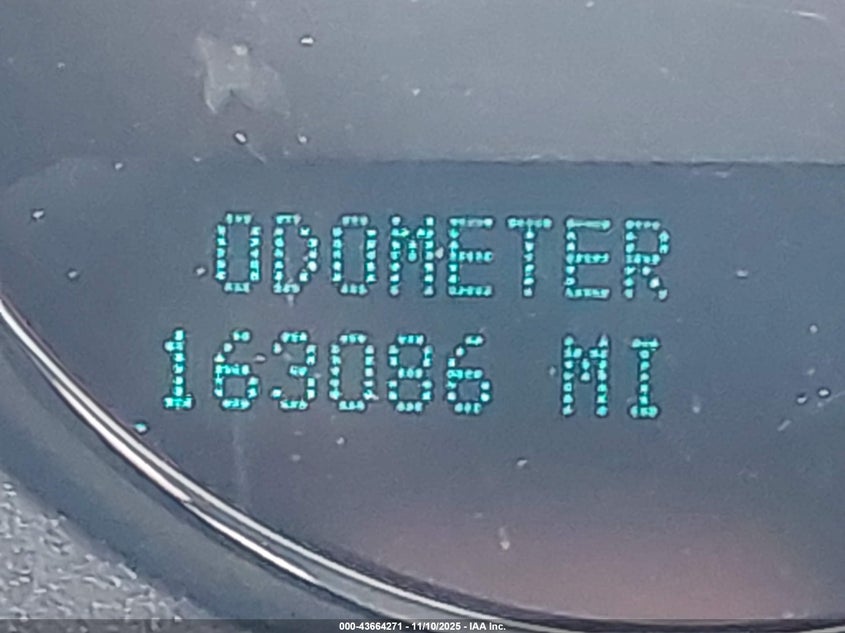 ODOMETER
163086 MI
000-43664271 - 11/10/2025 - IAA Inc.